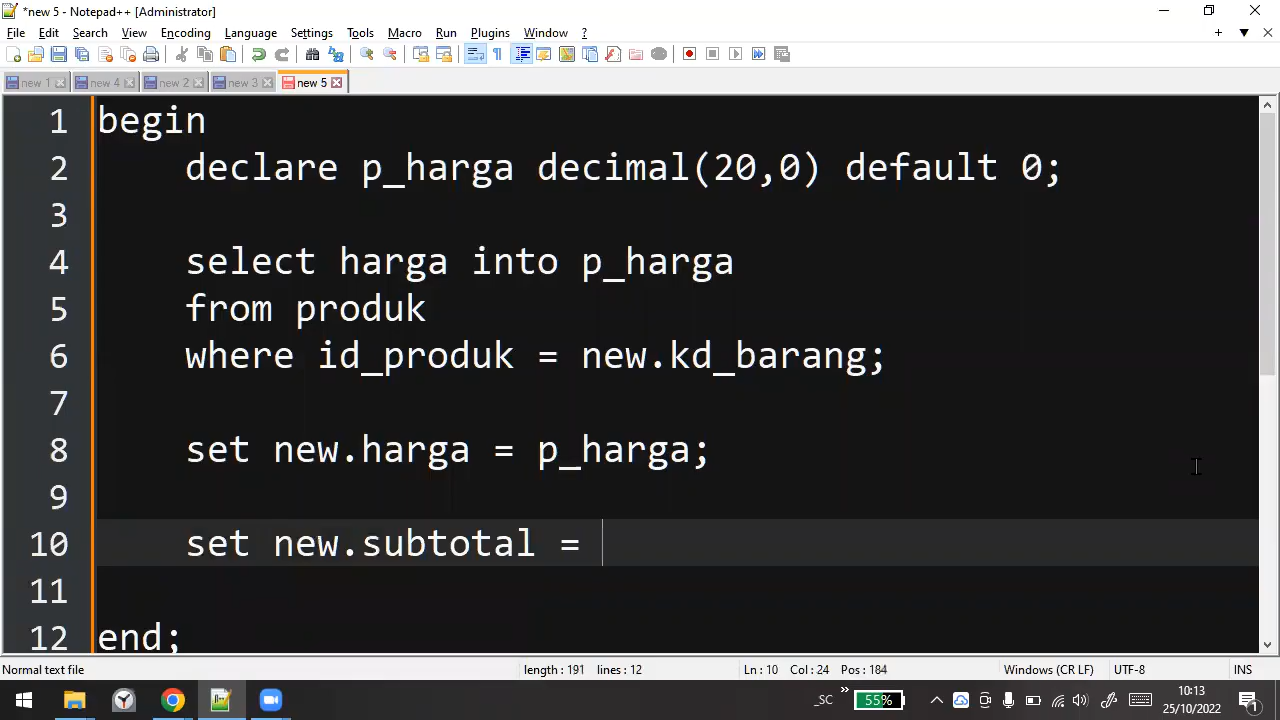 *new 5 - Notepad++ [Administrator]
File Edit Search View Encoding Language Settings Tools Macro Run Plugins Window ?
new 1 new 4 new 2 new 3 new 5
1 begin
2 declare p_harga decimal(20,0) default 0;
3
4 select harga into p_harga
5 from produk
6 where id_produk = new.kd_barang;
7
8 set new.harga = p_harga;
9
10 set new.subtotal =
11
12 end;
Normal text file length : 191 lines : 12 Ln : 10 Col : 24 Pos : 184 Windows (CR LF) UTF-8 INS
_SC 55% 10:13
25/10/2022 1